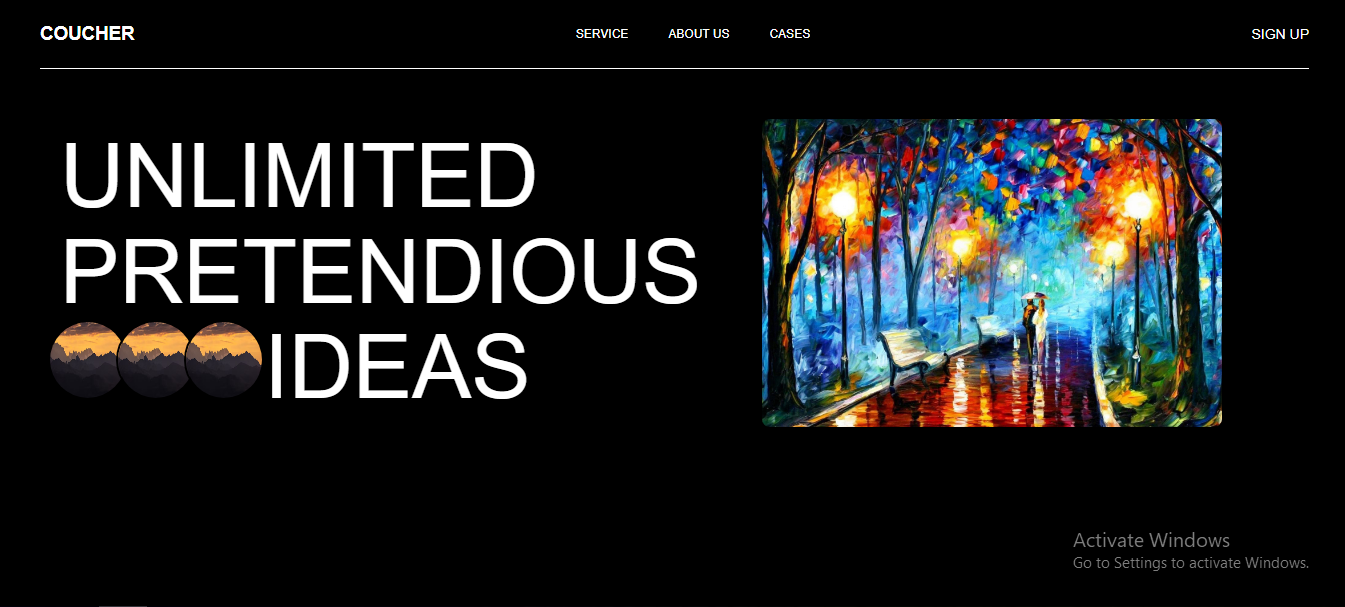 COUCHER
SERVICE ABOUT US CASES
SIGN UP
UNLIMITED
PRETENDIOUS
IDEAS
Activate Windows
Go to Settings to activate Windows.